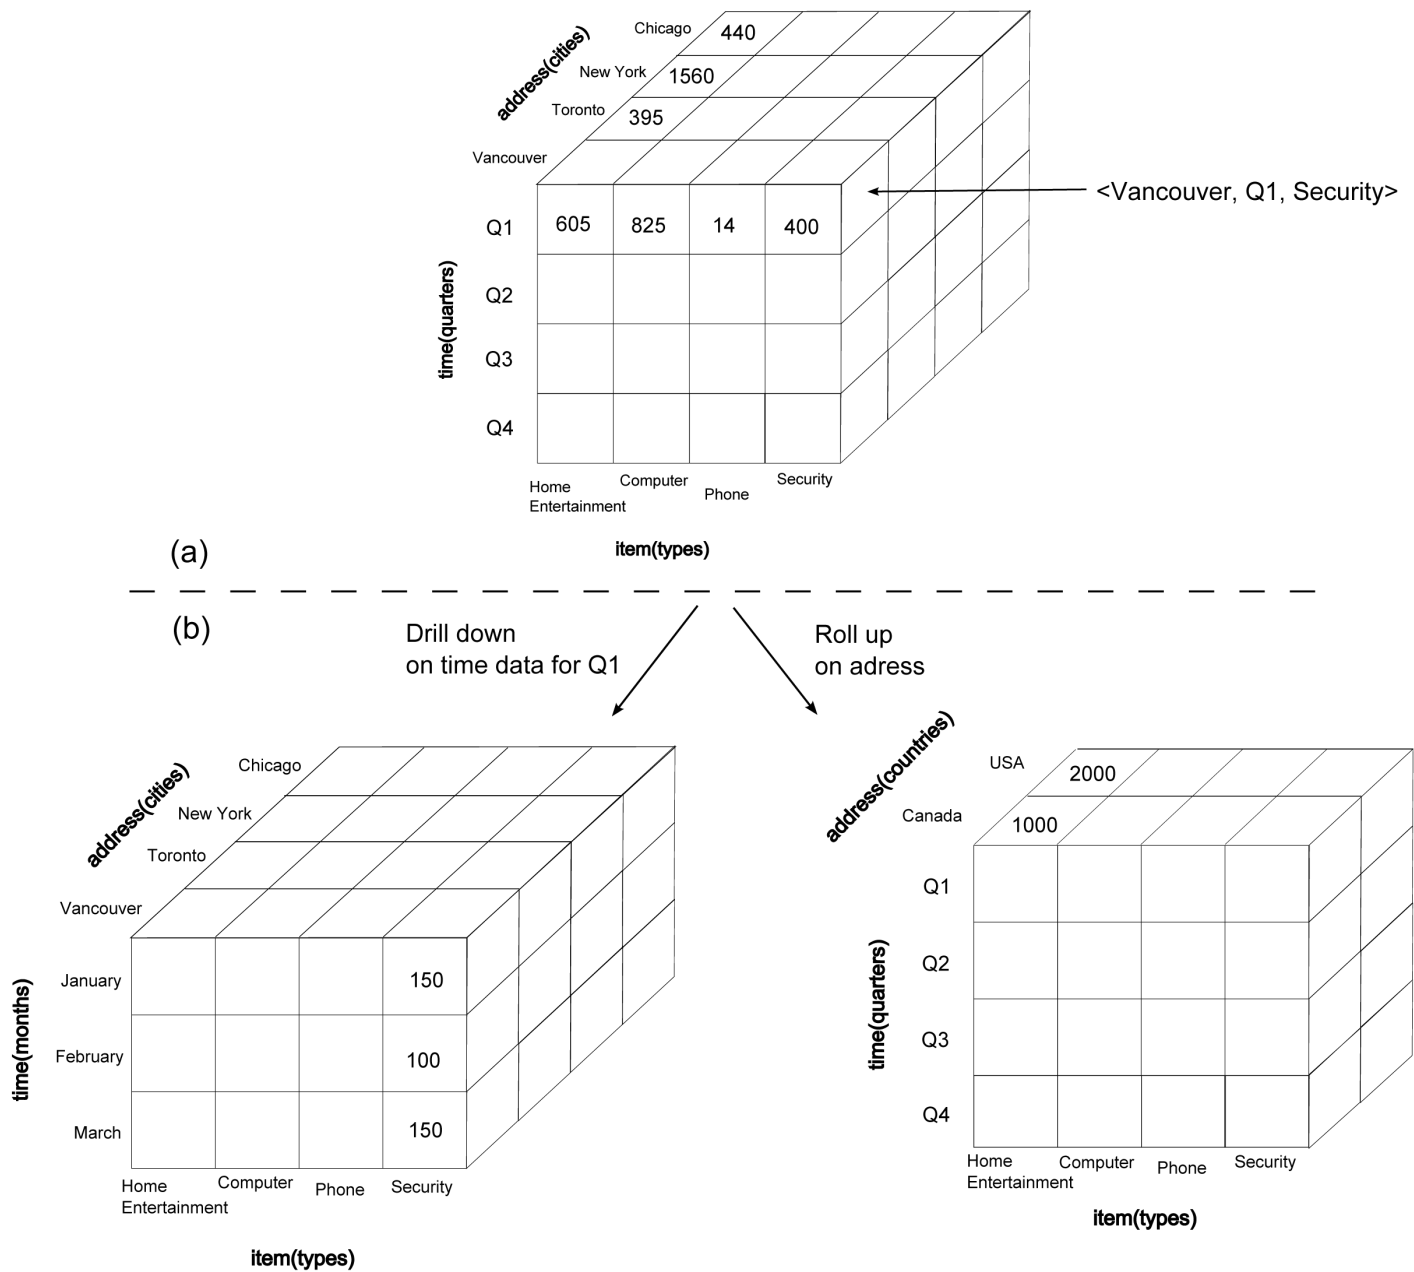 Chicago
440
address(cities)
New York
1560
Toronto
395
Vancouver
<Vancouver, Q1, Security>
Q1
605
825
14
400
time(quarters)
Q2
Q3
Q4
Home
Entertainment
Computer
Phone
Security
item(types)
(a)
(b)
Drill down
on time data for Q1
Roll up
on adress
address(cities)
Chicago
New York
Toronto
Vancouver
time(months)
January
150
February
100
March
150
Home
Entertainment
Computer
Phone
Security
item(types)
address(countries)
USA
2000
Canada
1000
time(quarters)
Q1
Q2
Q3
Q4
Home
Entertainment
Computer
Phone
Security
item(types)